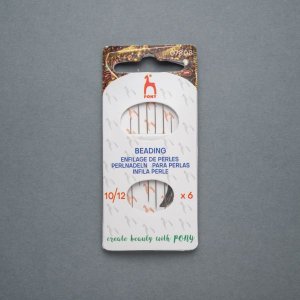 PONY
BEADING
ENFILAGE DE PERLES
PERLNADELN PARA PERLAS
INFILA PERLE
10/12 x 6
create beauty with PONY